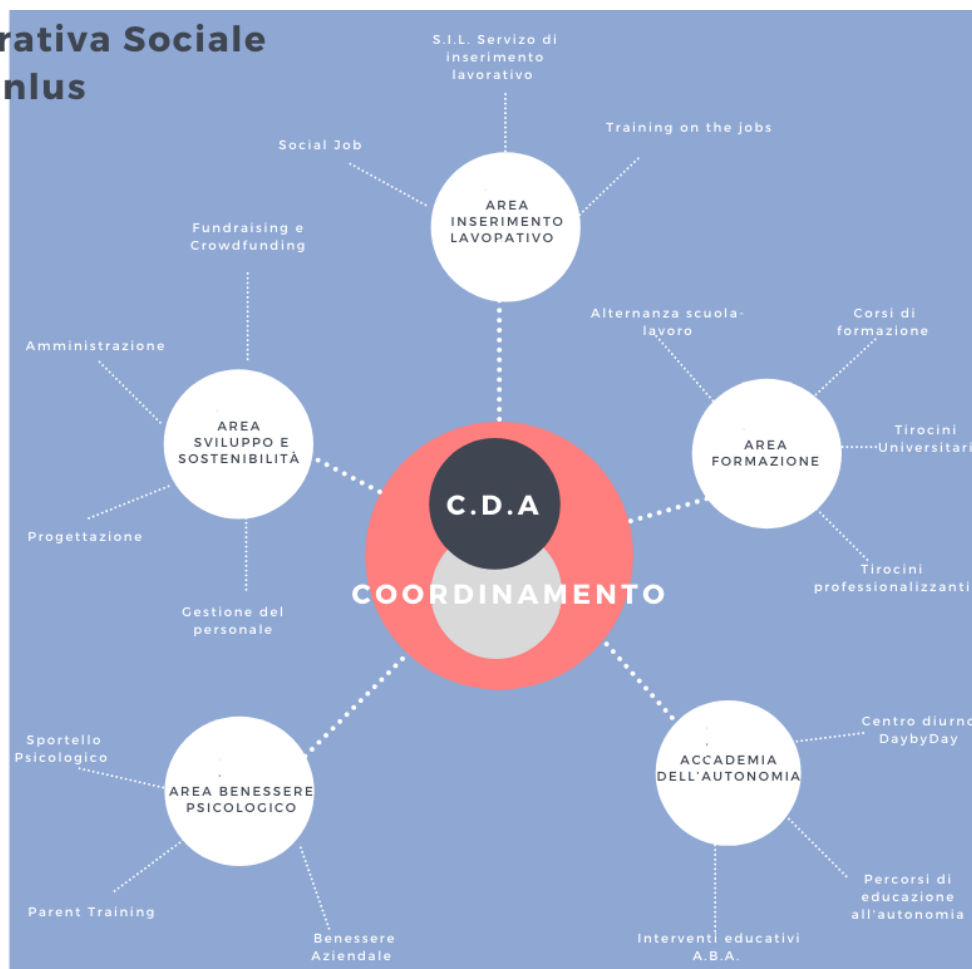 rativa Sociale
nlus
S.I.L. Servizo di
inserimento
lavorativo
Social Job
Training on the jobs
AREA
INSERIMENTO
LAVOPATIVO
Fundraising e
Crowdfunding
Amministrazione
AREA
SVILUPPO E
SOSTENIBILITÀ
Progettazione
Gestione del
personale
Alternanza scuola-
lavoro
Corsi di
formazione
AREA
FORMAZIONE
Tirocini
Universitari
Tirocini
professionalizzanti
C.D.A
COORDINAMENTO
Sportello
Psicologico
AREA BENESSERE
PSICOLOGICO
Parent Training
Benessere
Aziendale
ACCADEMIA
DELL'AUTONOMIA
Centro diurno
DaybyDay
Percorsi di
educazione
all'autonomia
Interventi educativi
A.B.A.